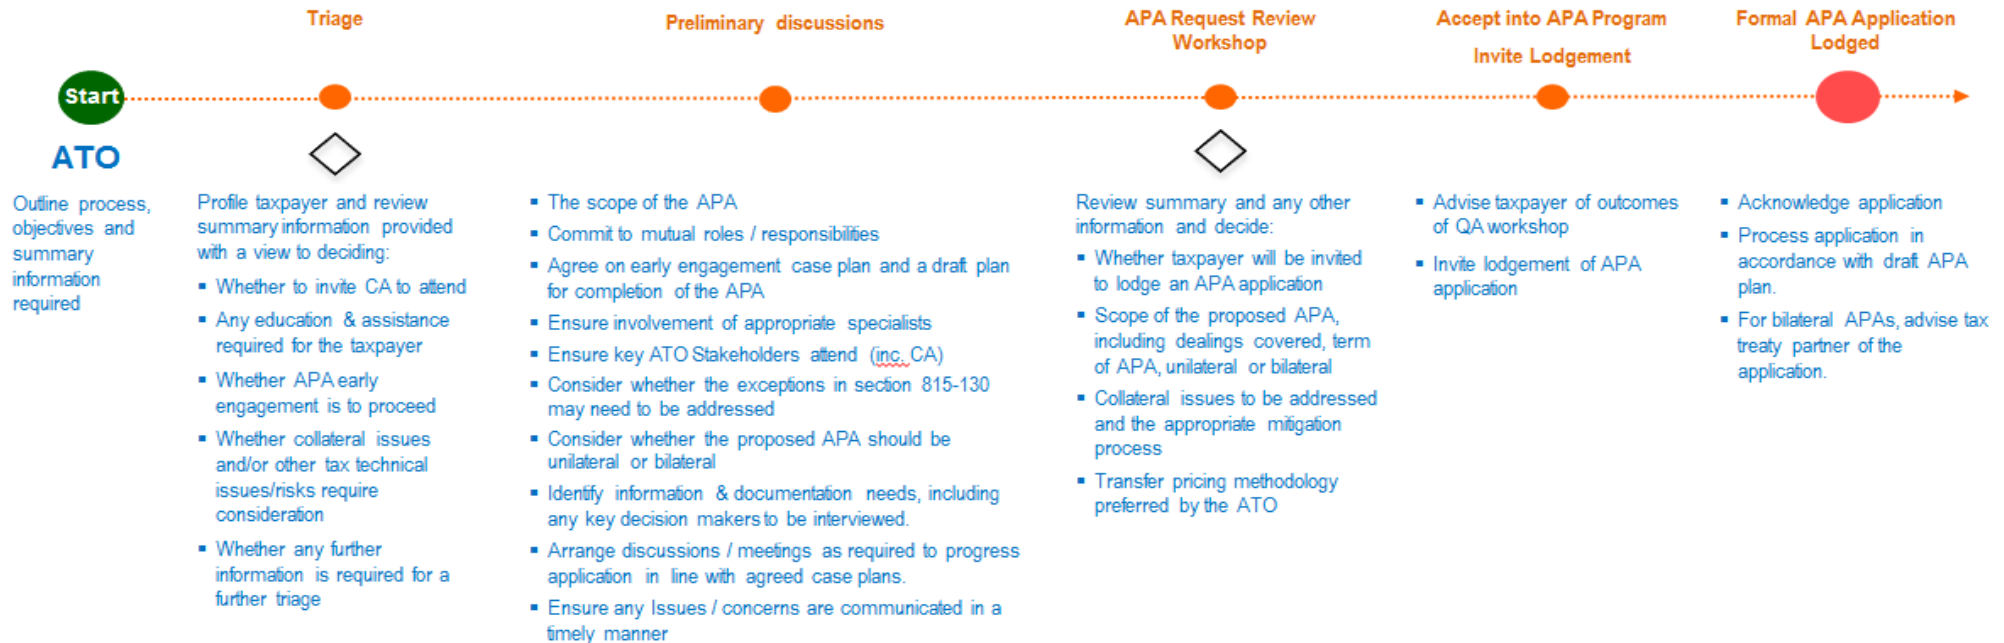 Triage
Preliminary discussions
APA Request Review
Workshop
Accept into APA Program
Invite Lodgement
Formal APA Application
Lodged
Start
ATO
Outline process,
objectives and
summary
information
required
Profile taxpayer and review
summary information provided
with a view to deciding:
▪ Whether to invite CA to attend
▪ Any education & assistance
required for the taxpayer
▪ Whether APA early
engagement is to proceed
▪ Whether collateral issues
and/or other tax technical
issues/risks require
consideration
▪ Whether any further
information is required for a
further triage
▪ The scope of the APA
▪ Commit to mutual roles / responsibilities
▪ Agree on early engagement case plan and a draft plan
for completion of the APA
▪ Ensure involvement of appropriate specialists
▪ Ensure key ATO Stakeholders attend (inc. CA)
▪ Consider whether the exceptions in section 815-130
may need to be addressed
▪ Consider whether the proposed APA should be
unilateral or bilateral
▪ Identify information & documentation needs, including
any key decision makers to be interviewed.
▪ Arrange discussions / meetings as required to progress
application in line with agreed case plans.
▪ Ensure any Issues / concerns are communicated in a
timely manner
Review summary and any other
information and decide:
▪ Whether taxpayer will be invited
to lodge an APA application
▪ Scope of the proposed APA,
including dealings covered, term
of APA, unilateral or bilateral
▪ Collateral issues to be addressed
and the appropriate mitigation
process
▪ Transfer pricing methodology
preferred by the ATO
▪ Advise taxpayer of outcomes
of QA workshop
▪ Invite lodgement of APA
application
▪ Acknowledge application
▪ Process application in
accordance with draft APA
plan.
▪ For bilateral APAs, advise tax
treaty partner of the
application.